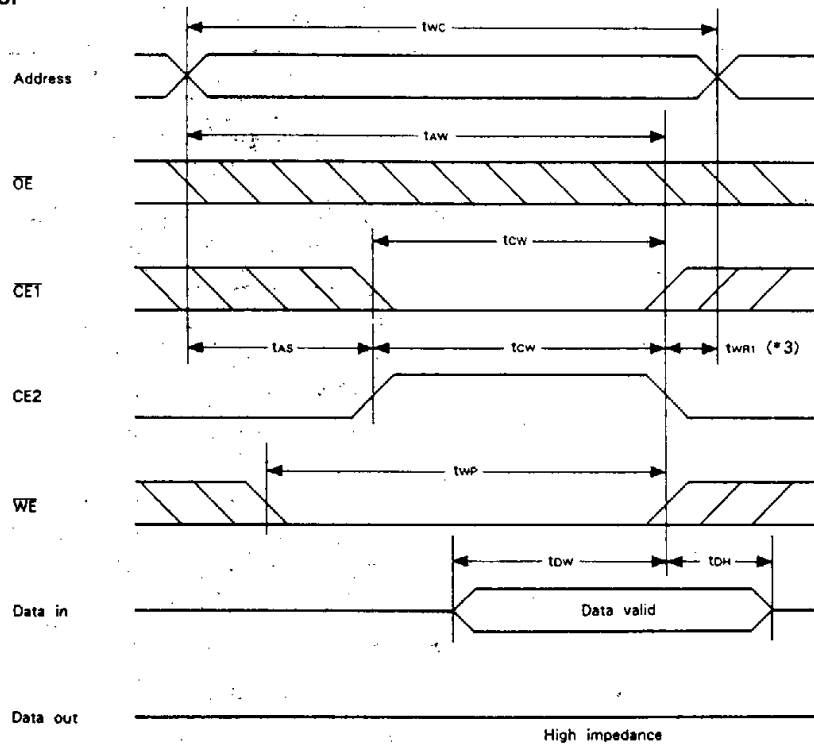 twc
Address
tAW
OE
tcw
CE1
tAS tcw tWR1 (*3)
CE2
twp
WE
tDW tDH
Data in Data valid
Data out
High impedance